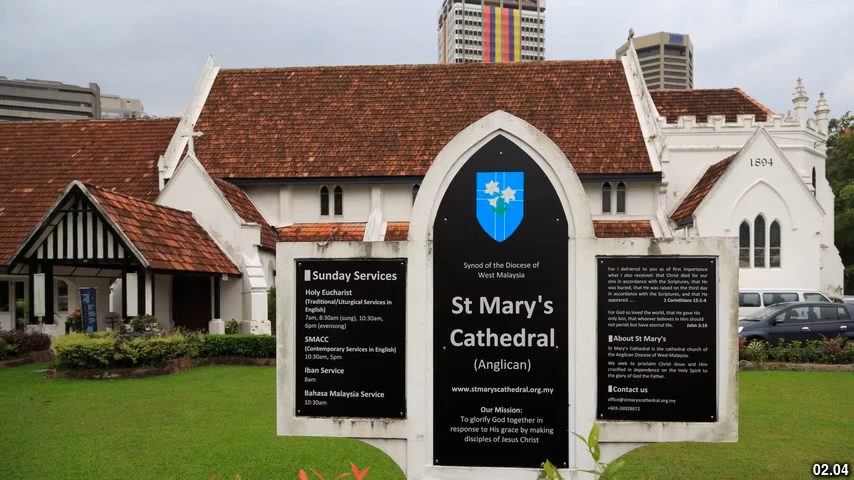 1894
Sunday Services
Holy Eucharist
(Traditional/Liturgical Services in
English)
7am, 8:30am (sung), 10:30am,
6pm (evensong)
SMACC
(Contemporary Services in English)
10:30am, 5pm
Iban Service
8am
Bahasa Malaysia Service
10:30am
Synod of the Diocese of
West Malaysia
St Mary's
Cathedral
(Anglican)
www.stmaryscathedral.org.my
Our Mission:
To glorify God together in
response to His grace by making
disciples of Jesus Christ
For I delivered to you as of first importance
what I also received: that Christ died for our
sins in accordance with the Scriptures, that He
was buried, that He was raised on the third day
in accordance with the Scriptures, and that He
appeared ..... 1 Corinthians 15:1-4
For God so loved the world, that He gave His
only Son, that whoever believes in Him should
not perish but have eternal life. John 3:16
About St Mary's
St Mary's Cathedral is the cathedral church of
the Anglican Diocese of West Malaysia.
We seek to proclaim Christ Jesus and Him
crucified in dependence on the Holy Spirit to
the glory of God the Father.
Contact us
office@stmaryscathedral.org.my
+603-26928672
02.04